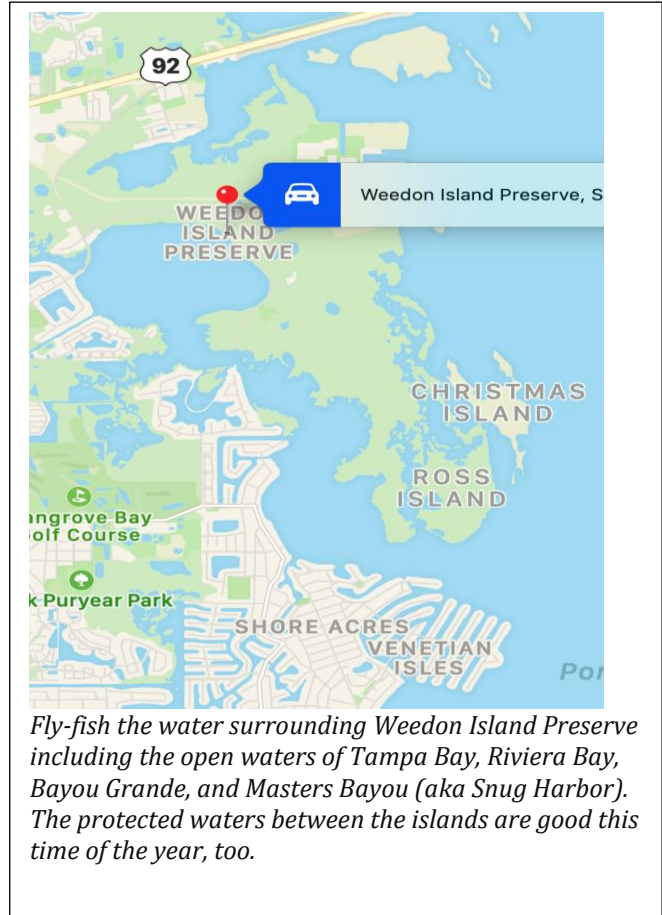 92
Weedon Island Preserve, S
WEEDO
ISLAND
PRESERVE
CHRISTMAS
ISLAND
ROSS
ISLAND
angrove Bay
olf Course
k Puryear Park
SHORE ACRES
VENETIAN
ISLES
Por
Fly-fish the water surrounding Weedon Island Preserve
including the open waters of Tampa Bay, Riviera Bay,
Bayou Grande, and Masters Bayou (aka Snug Harbor).
The protected waters between the islands are good this
time of the year, too.